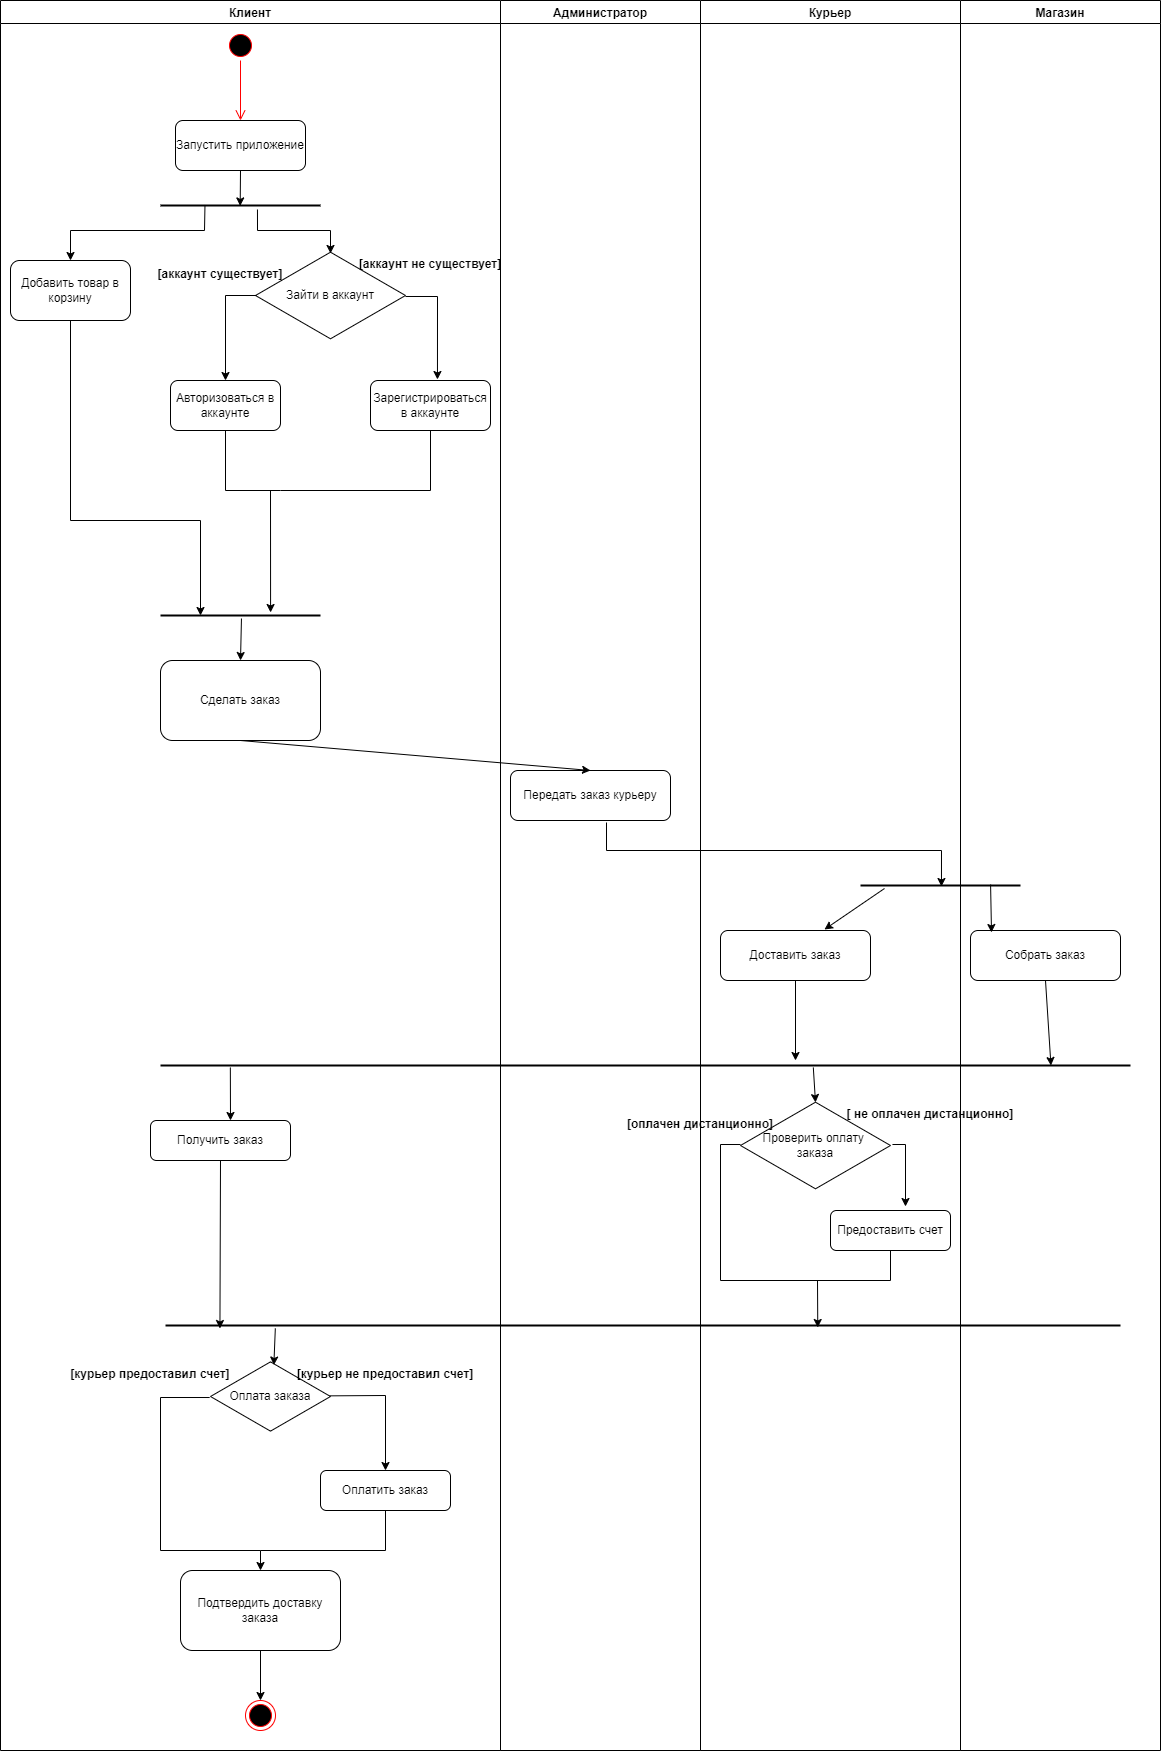 Клиент
Администратор
Курьер
Магазин
Запустить приложение
[аккаунт не существует]
[аккаунт существует]
Добавить товар в
корзину
Зайти в аккаунт
Авторизоваться в
аккаунте
Зарегистрироваться
в аккаунте
Сделать заказ
Передать заказ курьеру
Доставить заказ
Собрать заказ
[оплачен дистанционно]
[ не оплачен дистанционно]
Получить заказ
Проверить оплату
заказа
Предоставить счет
[курьер предоставил счет]
[курьер не предоставил счет]
Оплата заказа
Оплатить заказ
Подтвердить доставку
заказа